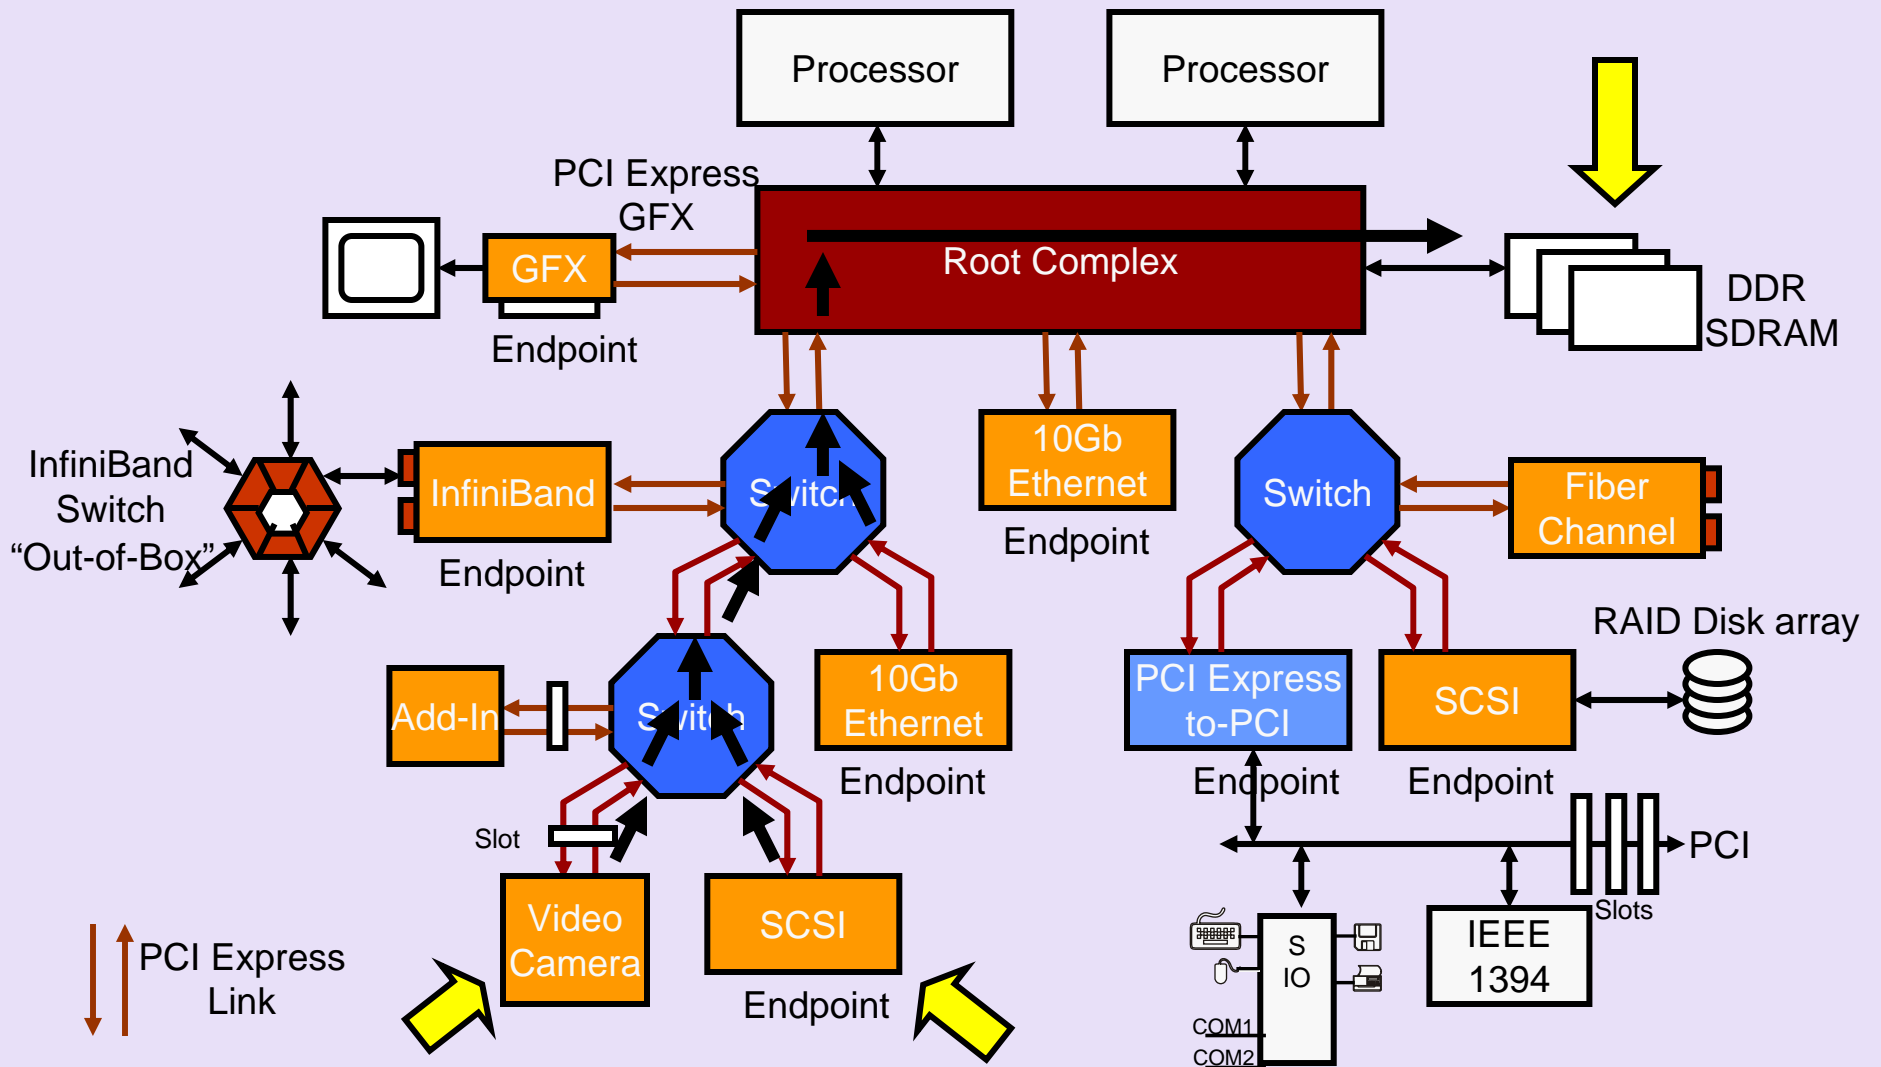 Processor
Processor
PCI Express
GFX
GFX
Endpoint
Root Complex
DDR
SDRAM
InfiniBand
Switch
“Out-of-Box”
InfiniBand
Endpoint
Switch
10Gb
Ethernet
Endpoint
Switch
Fiber
Channel
RAID Disk array
Add-In
Switch
10Gb
Ethernet
Endpoint
PCI Express
to-PCI
Endpoint
SCSI
Endpoint
Slot
PCI
Slots
Video
Camera
SCSI
Endpoint
PCI Express
Link
S
IO
COM1
COM2
IEEE
1394